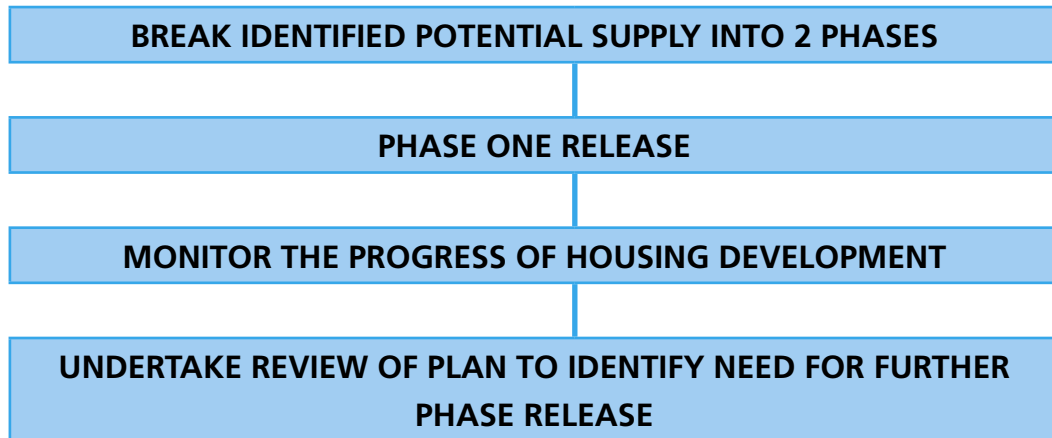 BREAK IDENTIFIED POTENTIAL SUPPLY INTO 2 PHASES
PHASE ONE RELEASE
MONITOR THE PROGRESS OF HOUSING DEVELOPMENT
UNDERTAKE REVIEW OF PLAN TO IDENTIFY NEED FOR FURTHER
PHASE RELEASE